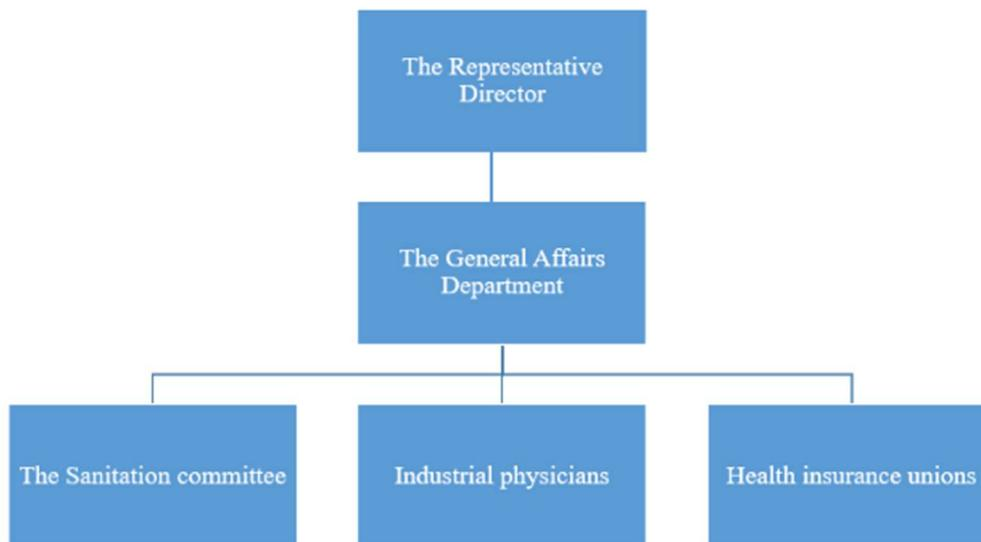 The Representative
Director
The General Affairs
Department
The Sanitation committee
Industrial physicians
Health insurance unions